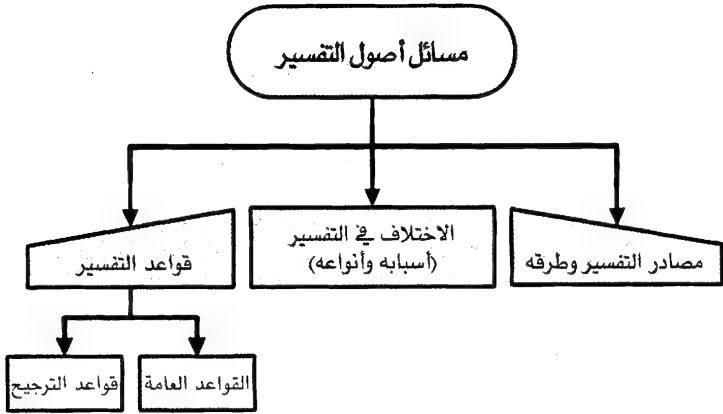 مسائل أصول التفسير
مصادر التفسير وطرقه
الاختلاف في التفسير
(أسبابه وأنواعه)
قواعد التفسير
القواعد العامة
قواعد الترجيح